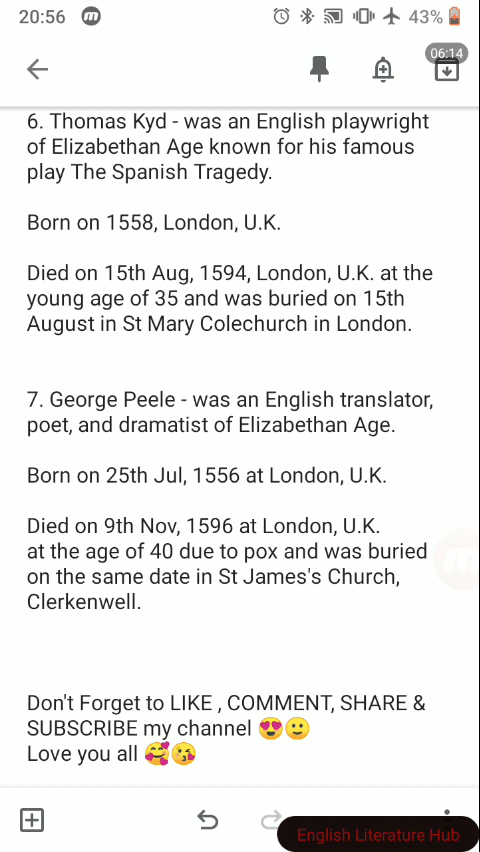 20:56
43%
06:14
6. Thomas Kyd - was an English playwright
of Elizabethan Age known for his famous
play The Spanish Tragedy.
Born on 1558, London, U.K.
Died on 15th Aug, 1594, London, U.K. at the
young age of 35 and was buried on 15th
August in St Mary Colechurch in London.
7. George Peele - was an English translator,
poet, and dramatist of Elizabethan Age.
Born on 25th Jul, 1556 at London, U.K.
Died on 9th Nov, 1596 at London, U.K.
at the age of 40 due to pox and was buried
on the same date in St James's Church,
Clerkenwell.
Don't Forget to LIKE , COMMENT, SHARE &
SUBSCRIBE my channel 😍🙂
Love you all 🥰😘
English Literature Hub